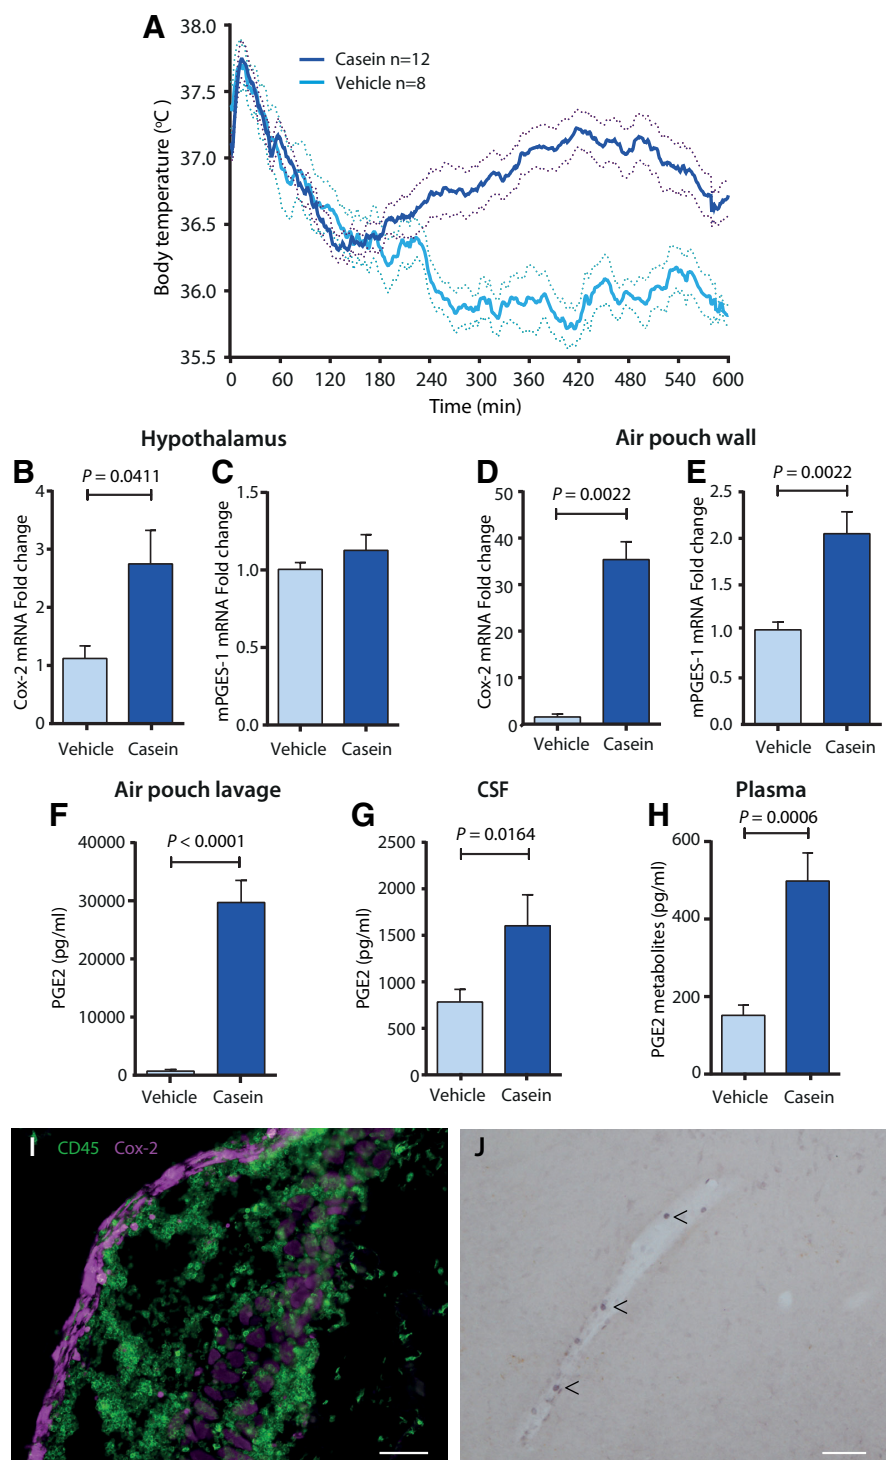 A
38.0
37.5
37.0
36.5
36.0
35.5
Body temperature (ºC )
Casein n=12
Vehicle n=8
0 60 120 180 240 300 360 420 480 540 600
Time (min)
Hypothalamus
Air pouch wall
B
P = 0.0411
Cox-2 mRNA Fold change
4
3
2
1
0
Vehicle Casein
C
mPGES-1 mRNA Fold change
1.5
1.0
0.5
0.0
Vehicle Casein
D
P = 0.0022
Cox-2 mRNA Fold change
50
40
30
20
10
0
Vehicle Casein
E
P = 0.0022
mPGES-1 mRNA Fold change
2.5
2.0
1.5
1.0
0.5
0.0
Vehicle Casein
Air pouch lavage
F
P < 0.0001
PGE2 (pg/ml)
40000
30000
20000
10000
0
Vehicle Casein
CSF
G
P = 0.0164
PGE2 (pg/ml)
2500
2000
1500
1000
500
0
Vehicle Casein
Plasma
H
P = 0.0006
PGE2 metabolites (pg/ml)
600
400
200
0
Vehicle Casein
I CD45 Cox-2
J